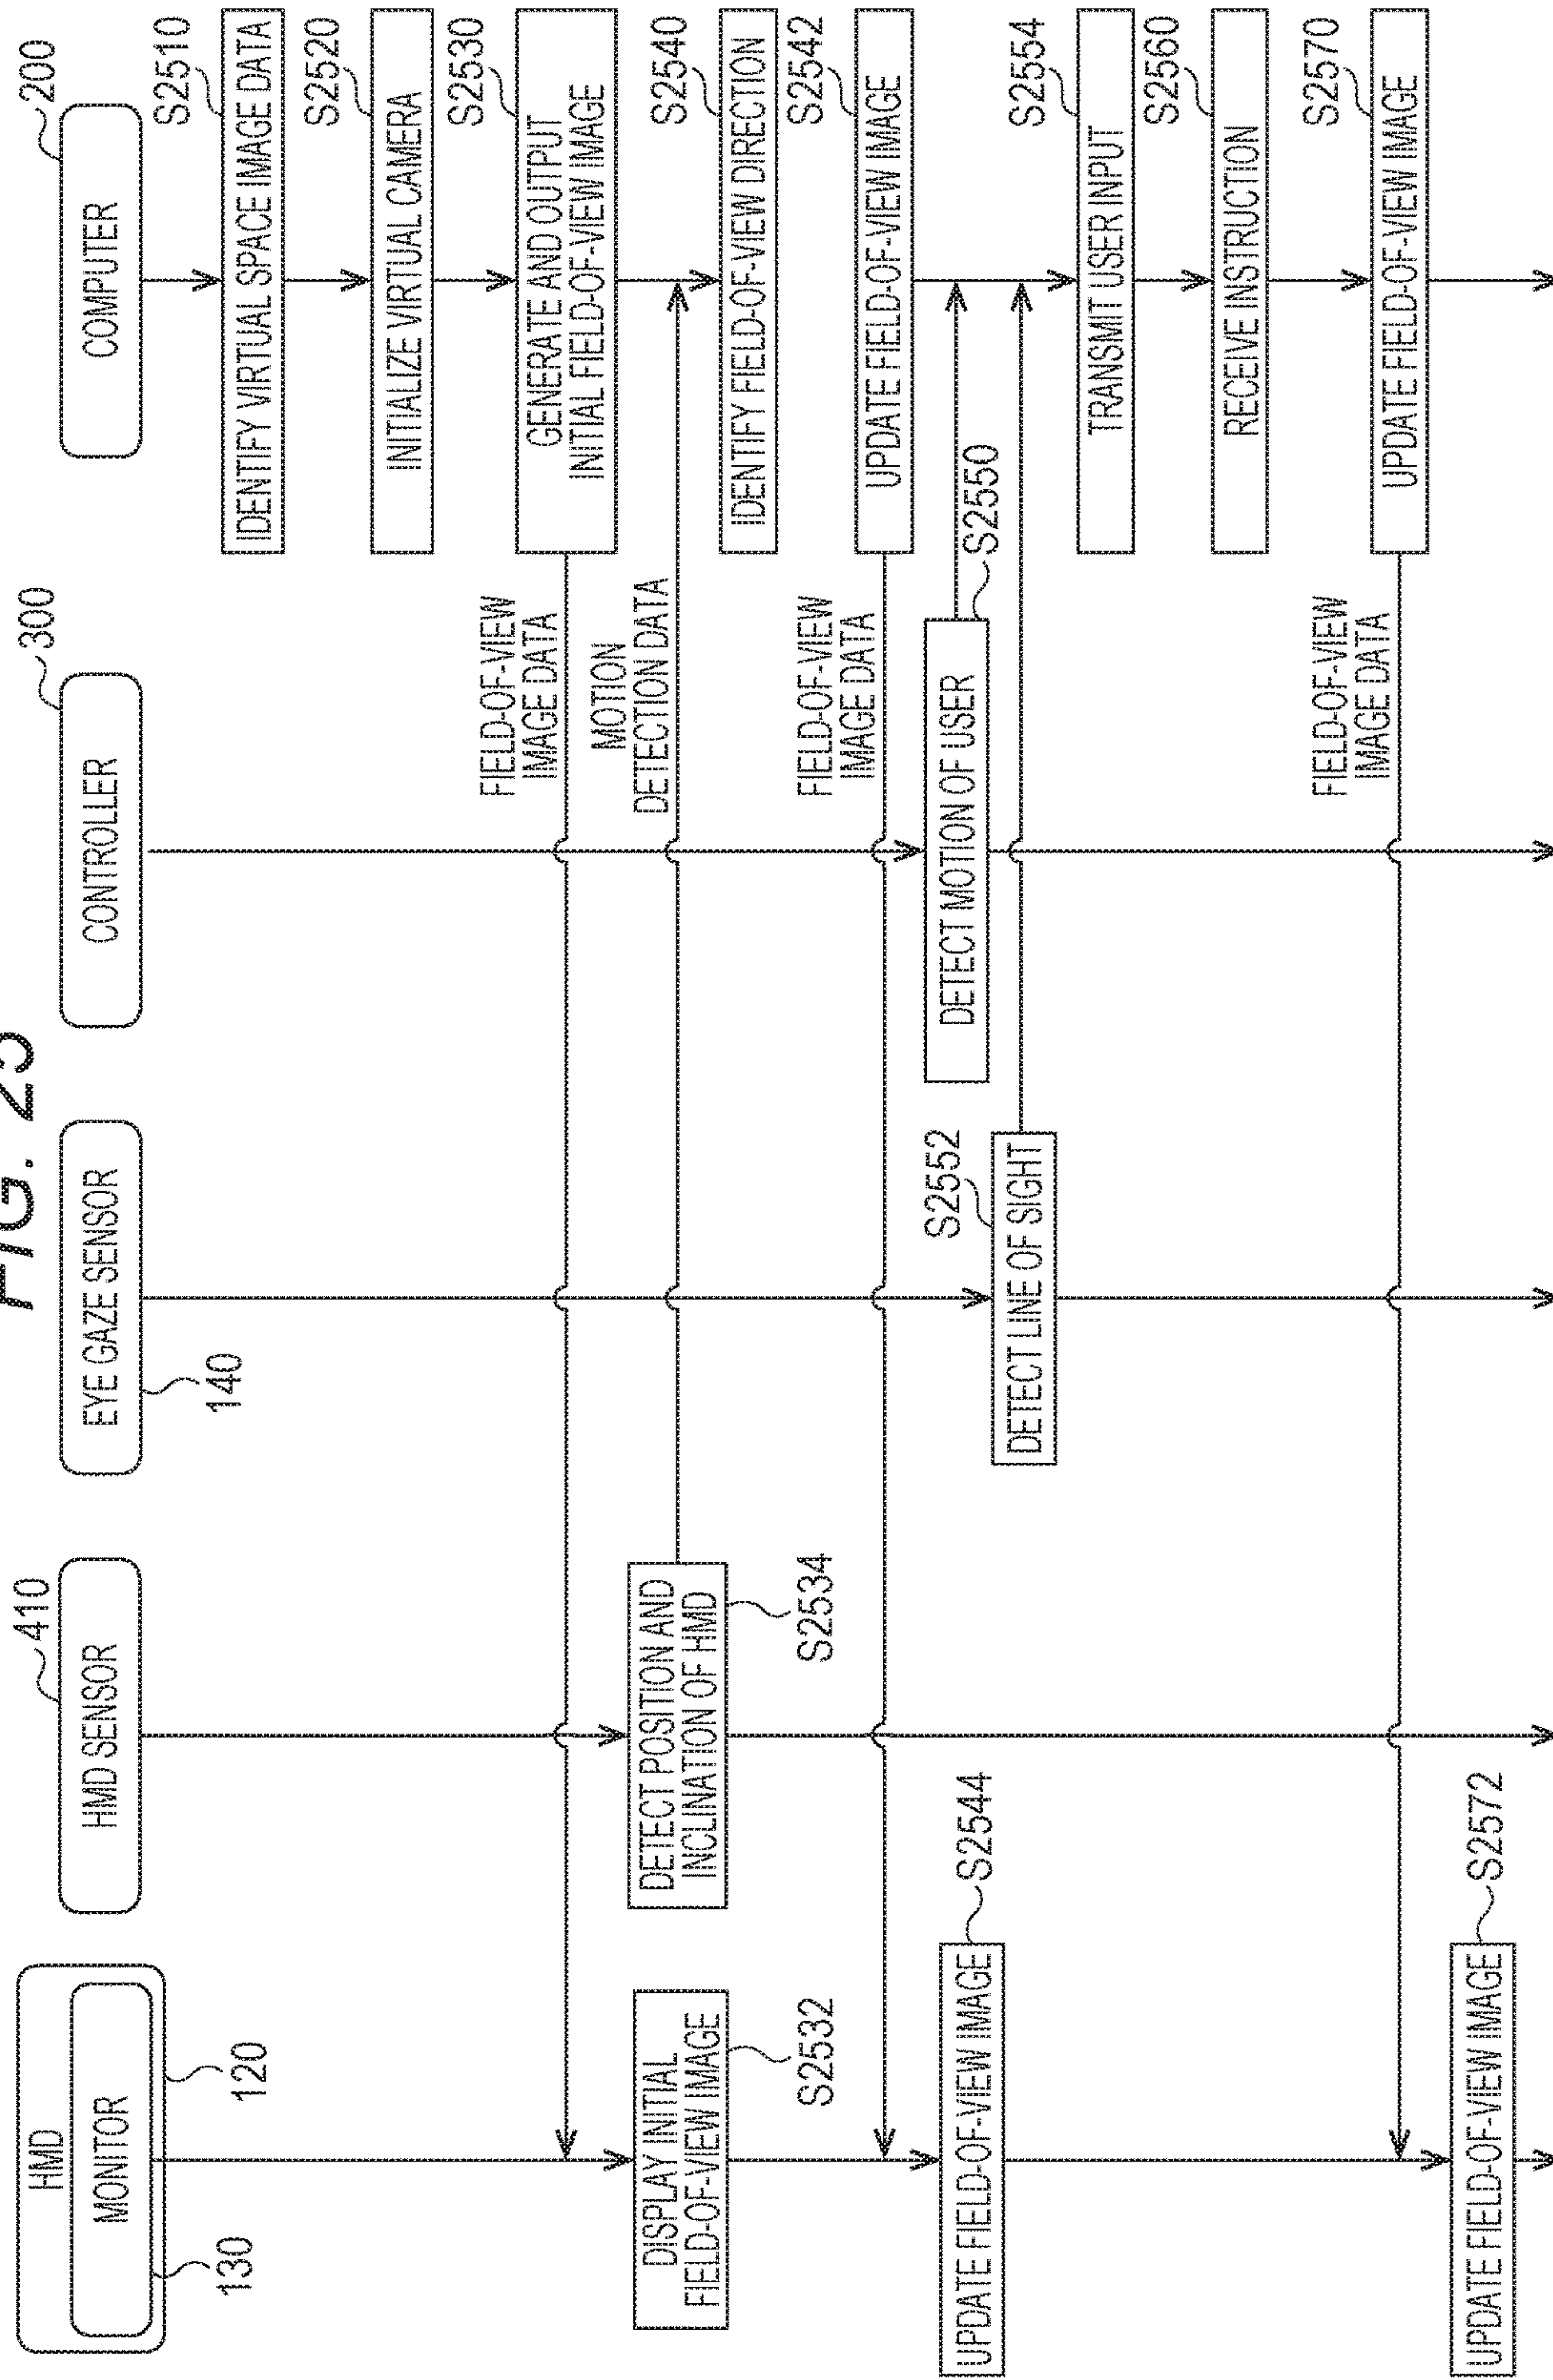 FIG. 25
HMD
MONITOR
130
120
HMD SENSOR
410
EYE GAZE SENSOR
140
CONTROLLER
300
COMPUTER
200
IDENTIFY VIRTUAL SPACE IMAGE DATA
S2510
INITIALIZE VIRTUAL CAMERA
S2520
GENERATE AND OUTPUT
INITIAL FIELD-OF-VIEW IMAGE
S2530
FIELD-OF-VIEW
IMAGE DATA
DISPLAY INITIAL
FIELD-OF-VIEW IMAGE
S2532
DETECT POSITION AND
INCLINATION OF HMD
S2534
MOTION
DETECTION DATA
IDENTIFY FIELD-OF-VIEW DIRECTION
S2540
UPDATE FIELD-OF-VIEW IMAGE
S2542
FIELD-OF-VIEW
IMAGE DATA
UPDATE FIELD-OF-VIEW IMAGE
S2544
DETECT MOTION OF USER
S2550
S2552
DETECT LINE OF SIGHT
TRANSMIT USER INPUT
S2554
RECEIVE INSTRUCTION
S2560
UPDATE FIELD-OF-VIEW IMAGE
S2570
FIELD-OF-VIEW
IMAGE DATA
UPDATE FIELD-OF-VIEW IMAGE
S2572